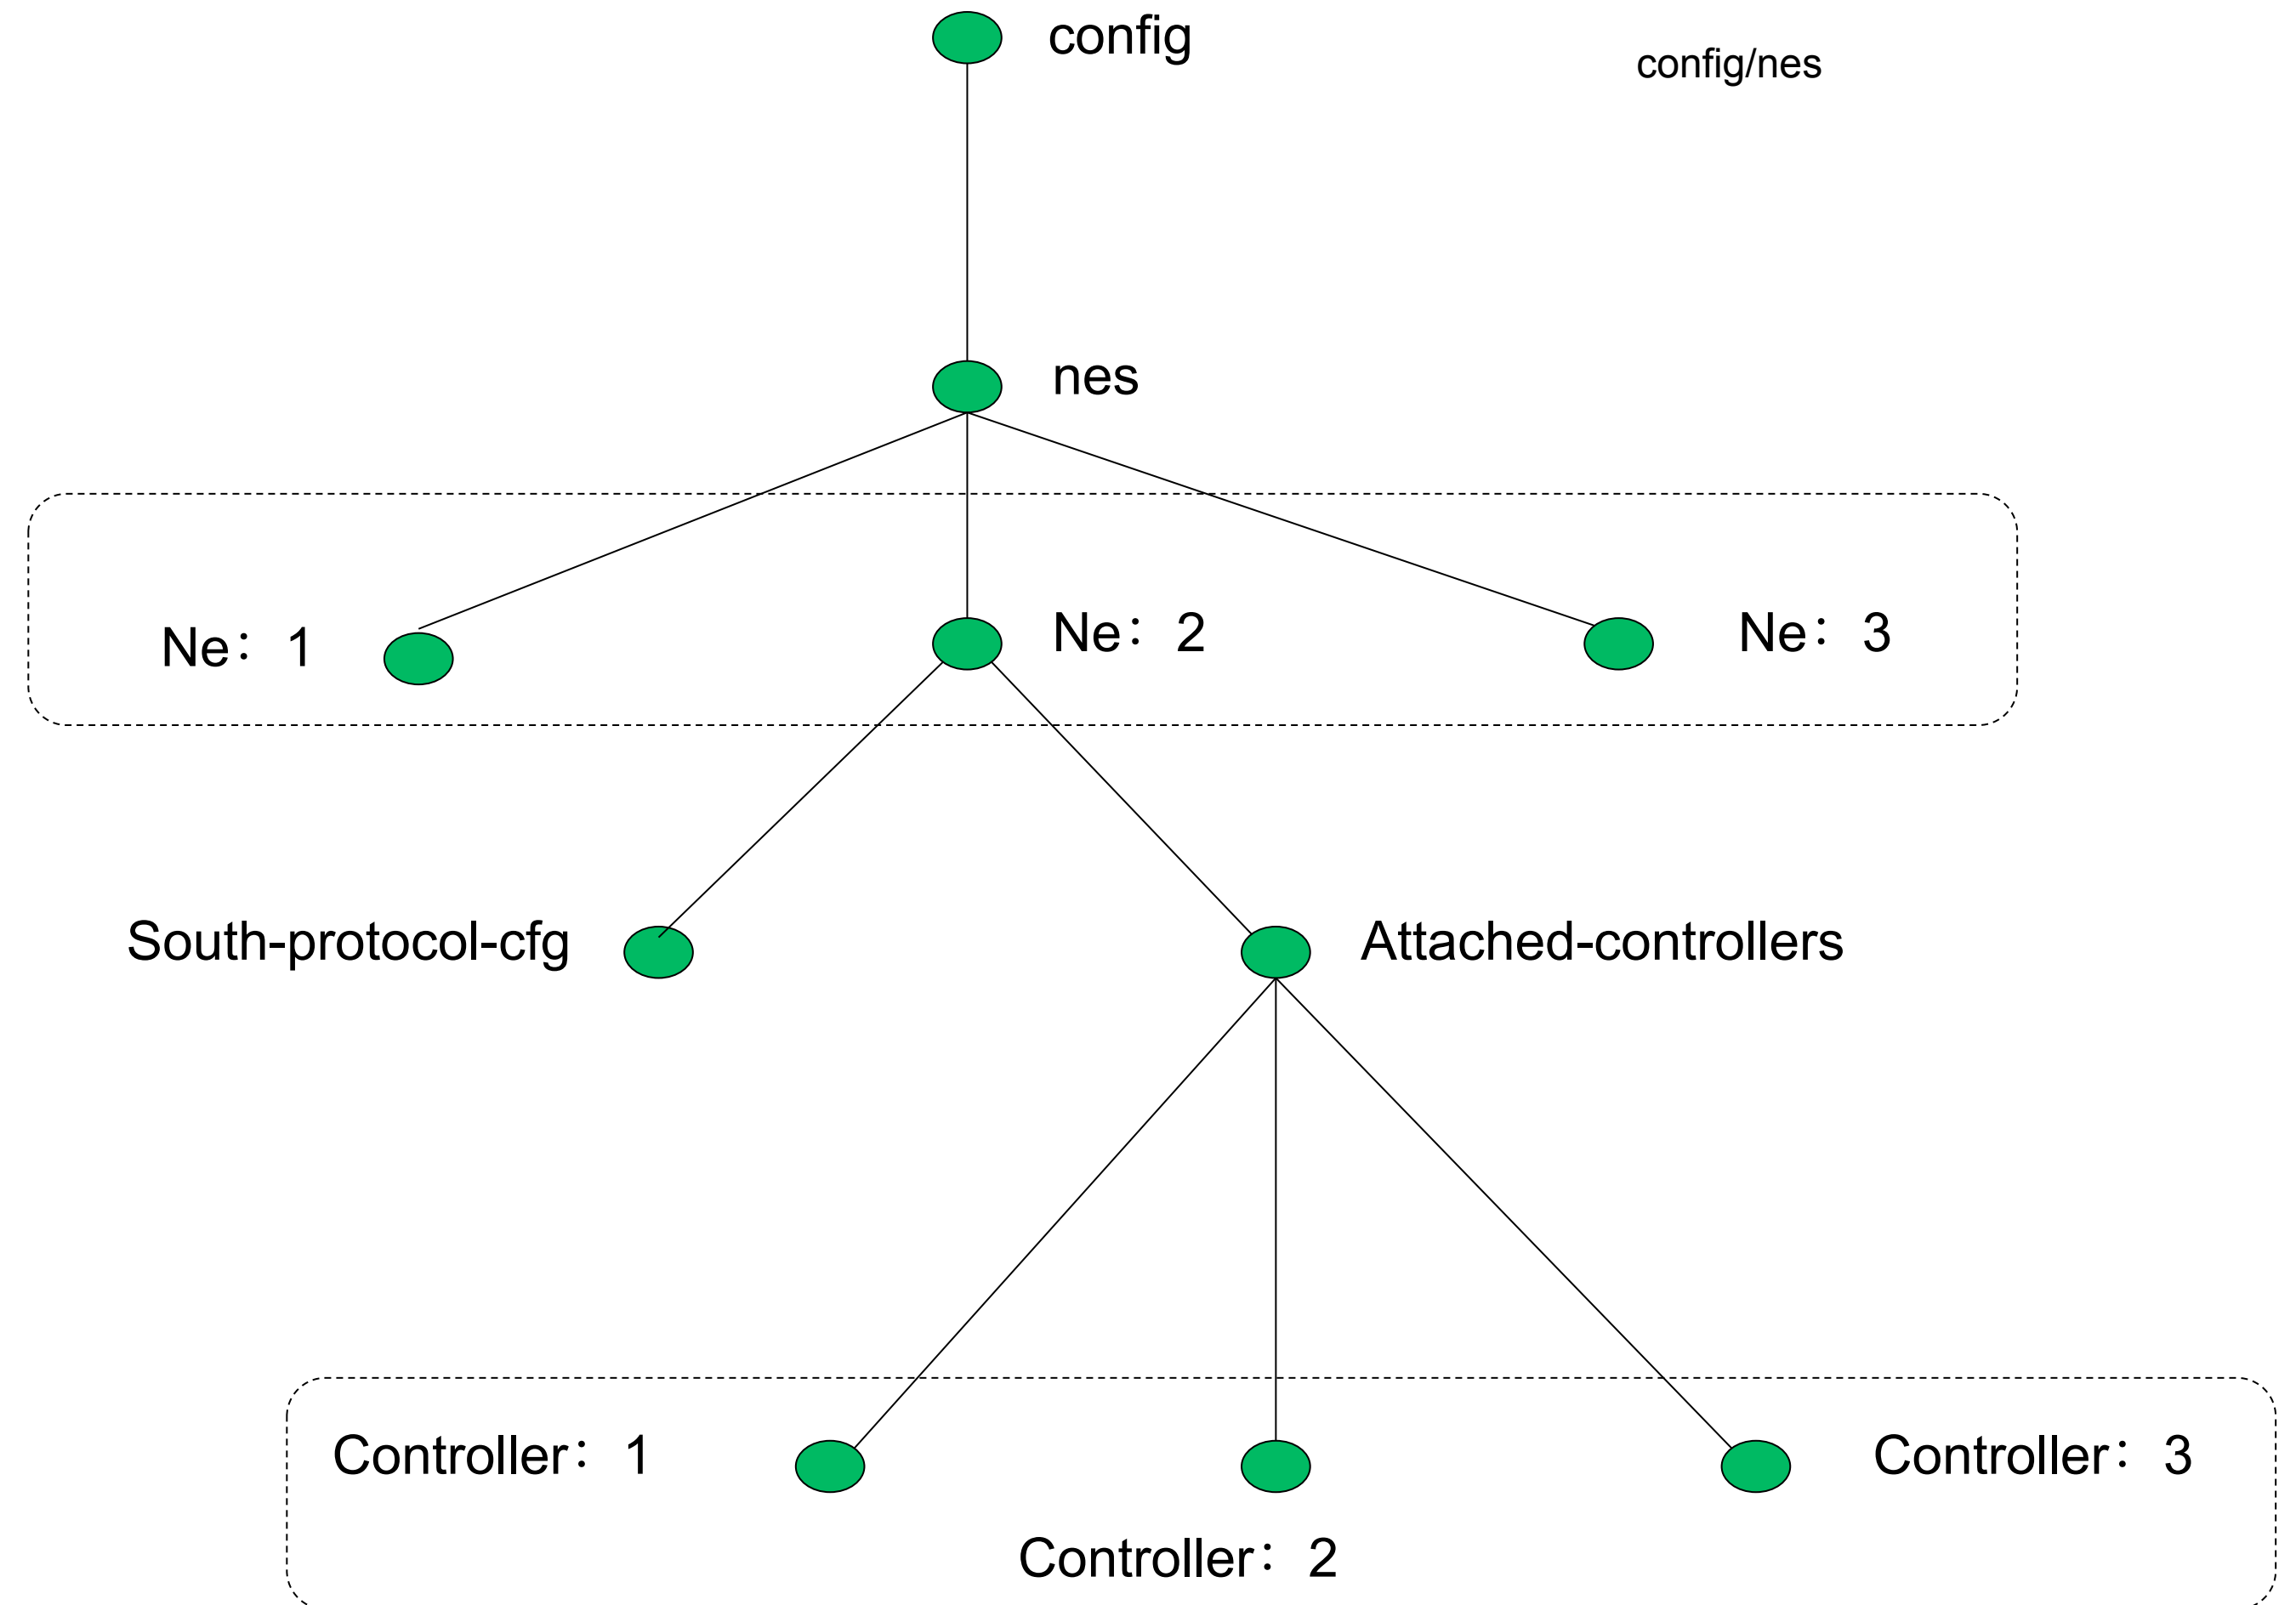 config
config/nes
nes
Ne：1
Ne：2
Ne：3
South-protocol-cfg
Attached-controllers
Controller：1
Controller：3
Controller：2